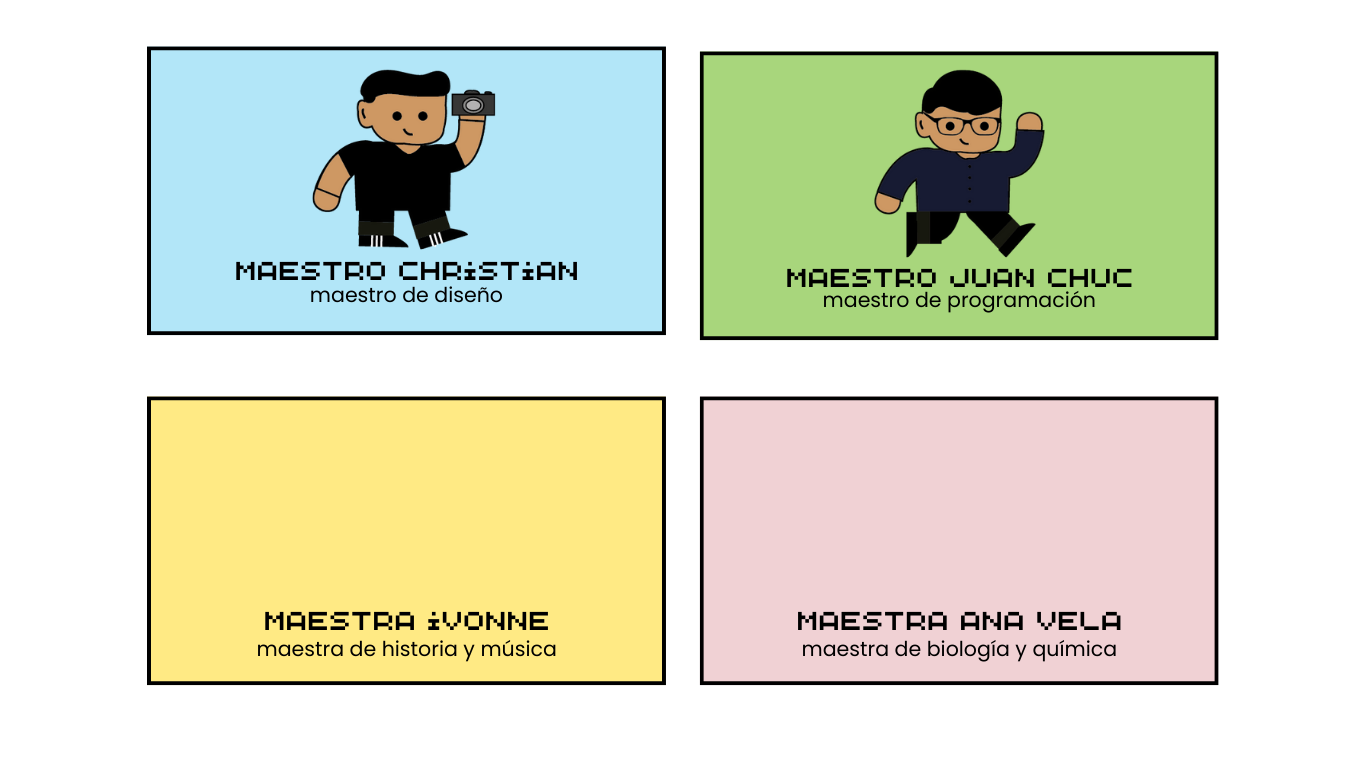 MAESTRO CHRiSTiAN
maestro de diseño
MAESTRO JUAN CHUC
maestro de programación
MAESTRA iVONNE
maestra de historia y música
MAESTRA ANA VELA
maestra de biología y química